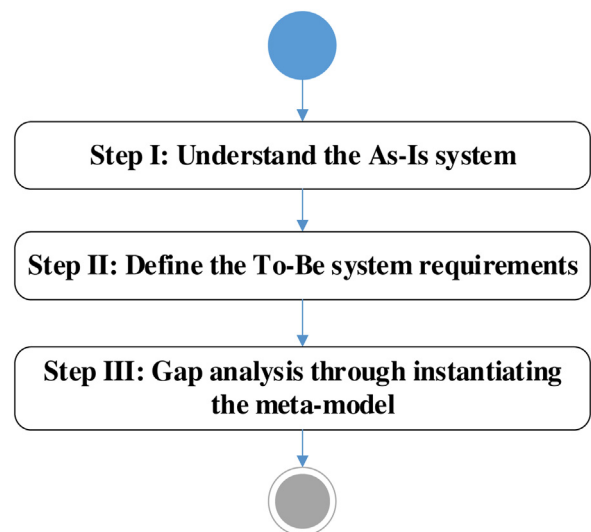 Step I: Understand the As-Is system
Step II: Define the To-Be system requirements
Step III: Gap analysis through instantiating
the meta-model